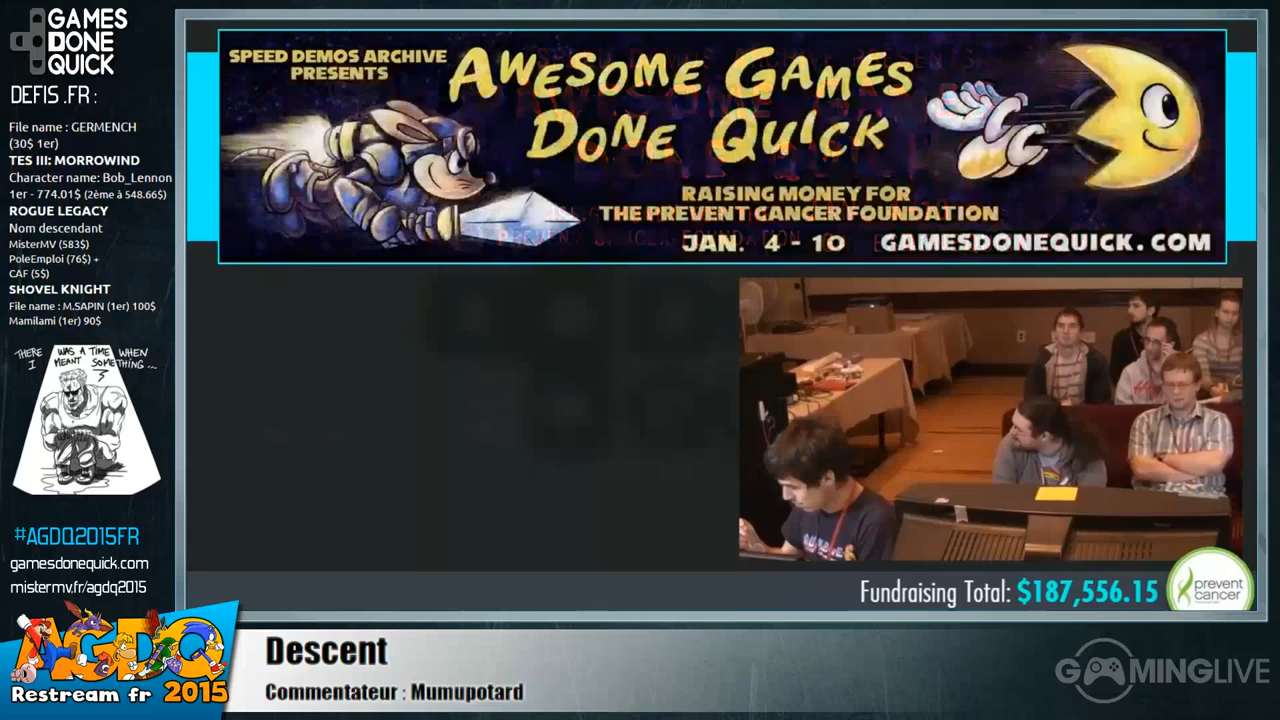 GAMES
DONE
QUICK
DEFIS .FR :
File name : GERMENCH
(30$ 1er)
TES III: MORROWIND
Character name: Bob_Lennon
1er - 774.01$ (2ème à 548.66$)
ROGUE LEGACY
Nom descendant
MisterMV (583$)
PoleEmploi (76$) +
CAF (5$)
SHOVEL KNIGHT
File name : M.SAPIN (1er) 100$
Mamilami (1er) 90$
THERE WAS A TIME WHEN
I MEANT SOMETHING...
#AGDQ2015FR
gamesdonequick.com
mistermv.fr/agdq2015
AGDQ
Restream fr 2015
SPEED DEMOS ARCHIVE
PRESENTS
AWESOME GAMES
DONE QUICK
RAISING MONEY FOR
THE PREVENT CANCER FOUNDATION
JAN. 4 - 10 GAMESDONEQUICK.COM
Fundraising Total: $187,556.15
prevent
cancer
Descent
Commentateur : Mumupotard
GAMINGLIVE